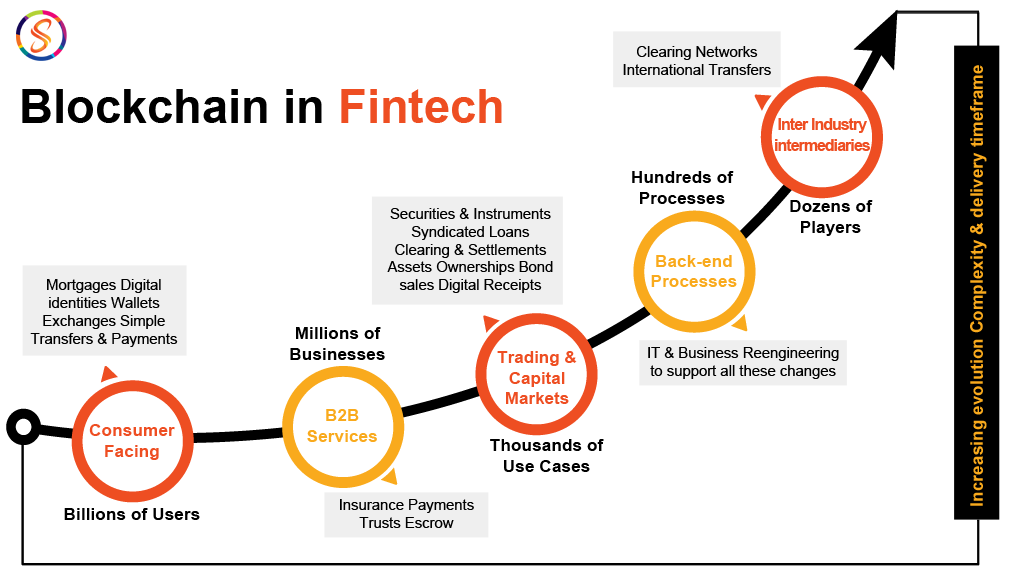 Blockchain in Fintech
Mortgages Digital
identities Wallets
Exchanges Simple
Transfers & Payments
Consumer
Facing
Billions of Users
Millions of
Businesses
B2B
Services
Insurance Payments
Trusts Escrow
Securities & Instruments
Syndicated Loans
Clearing & Settlements
Assets Ownerships Bond
sales Digital Receipts
Trading &
Capital
Markets
Thousands of
Use Cases
Hundreds of
Processes
Back-end
Processes
IT & Business Reengineering
to support all these changes
Clearing Networks
International Transfers
Inter Industry
intermediaries
Dozens of
Players
Increasing evolution Complexity & delivery timeframe